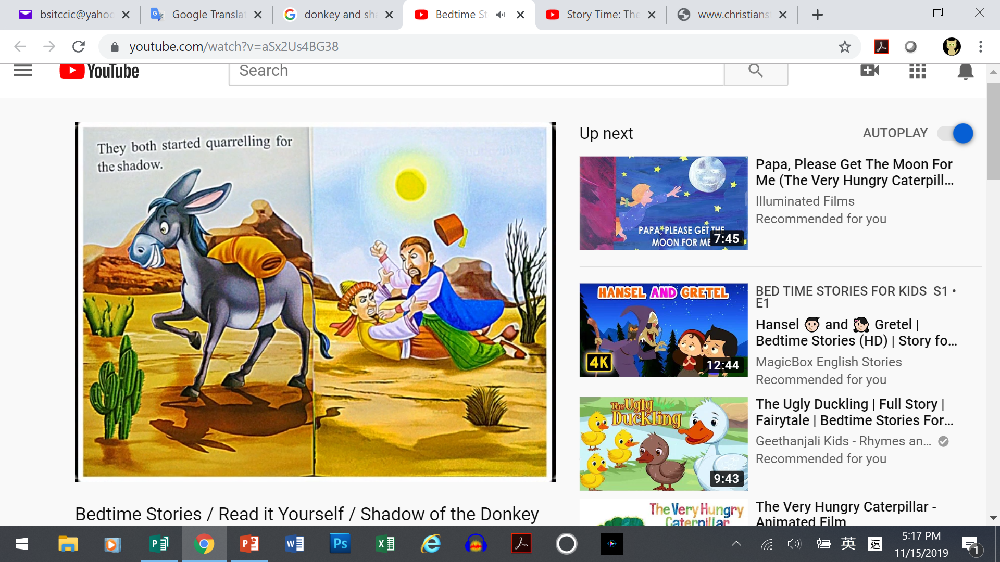 bsitccic@yahoc
Google Translat
donkey and sha
Bedtime St
Story Time: The
www.christianst
youtube.com/watch?v=aSx2Us4BG38
YouTube
Search
They both started quarrelling for
the shadow.
Bedtime Stories / Read it Yourself / Shadow of the Donkey
Up next
AUTOPLAY
PAPA, PLEASE GET THE
MOON FOR ME
7:45
Papa, Please Get The Moon For
Me (The Very Hungry Caterpill...
Illuminated Films
Recommended for you
HANSEL AND GRETEL
4K
12:44
BED TIME STORIES FOR KIDS S1 •
E1
Hansel 👦 and 👧 Gretel |
Bedtime Stories (HD) | Story fo...
MagicBox English Stories
Recommended for you
The Ugly
Duckling
9:43
The Ugly Duckling | Full Story |
Fairytale | Bedtime Stories For...
Geethanjali Kids - Rhymes an...
Recommended for you
The Very Hungry
Caterpillar
The Very Hungry Caterpillar -
Animated Film
Ps
英
速
5:17 PM
11/15/2019
1